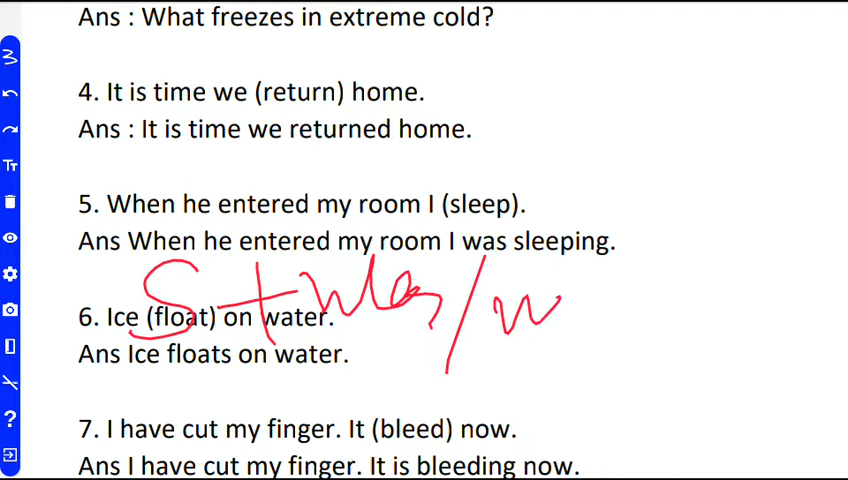 Ans : What freezes in extreme cold?
4. It is time we (return) home.
Ans : It is time we returned home.
5. When he entered my room I (sleep).
Ans When he entered my room I was sleeping.
6. Ice (float) on water.
Ans Ice floats on water.
7. I have cut my finger. It (bleed) now.
Ans I have cut my finger. It is bleeding now.